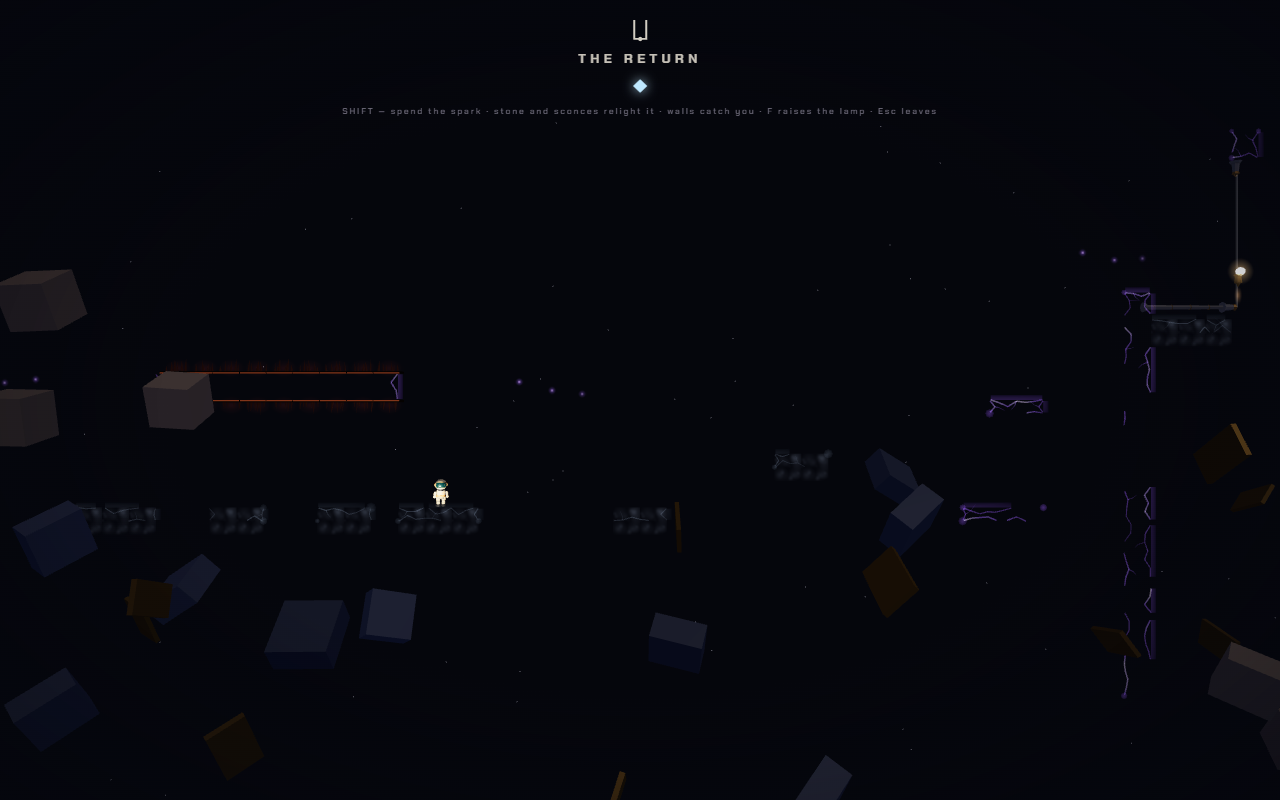 THE RETURN
SHIFT — spend the spark · stone and sconces relight it · walls catch you · F raises the lamp · Esc leaves